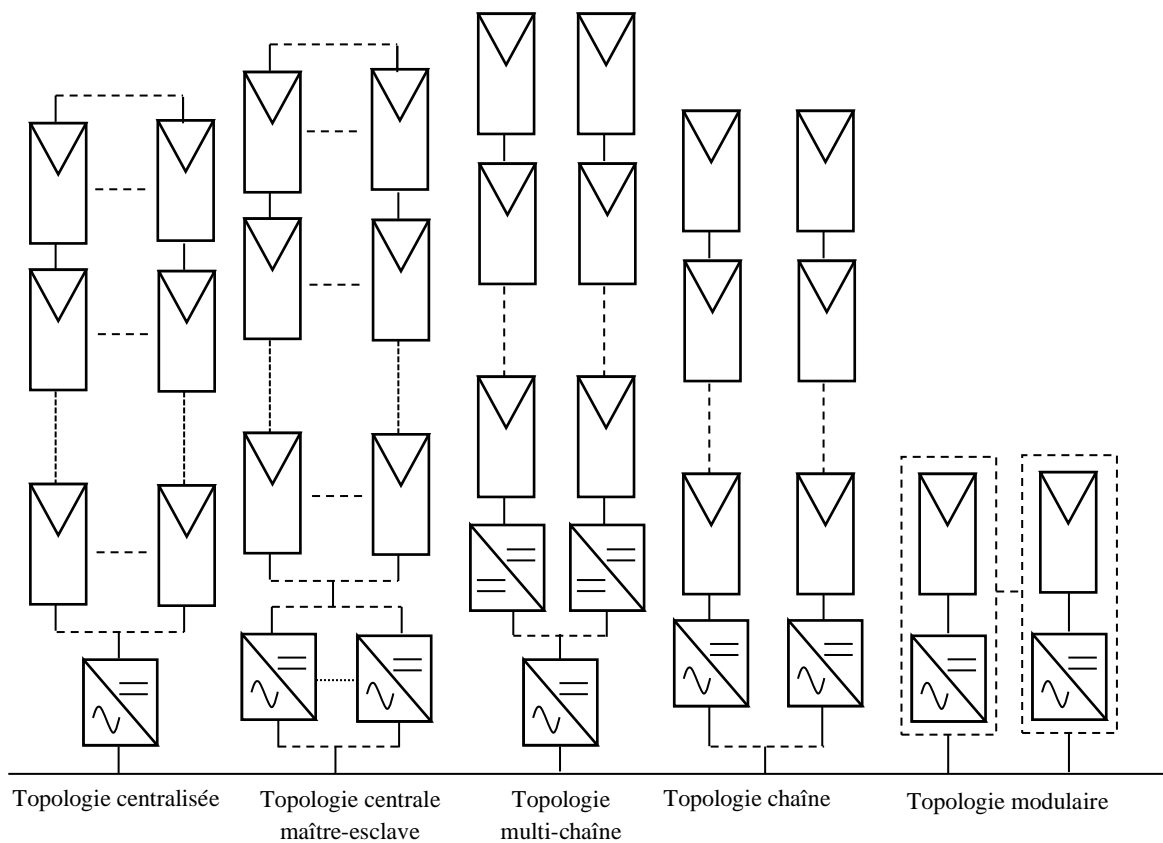 Topologie centralisée
Topologie centrale
maître-esclave
Topologie
multi-chaîne
Topologie chaîne
Topologie modulaire